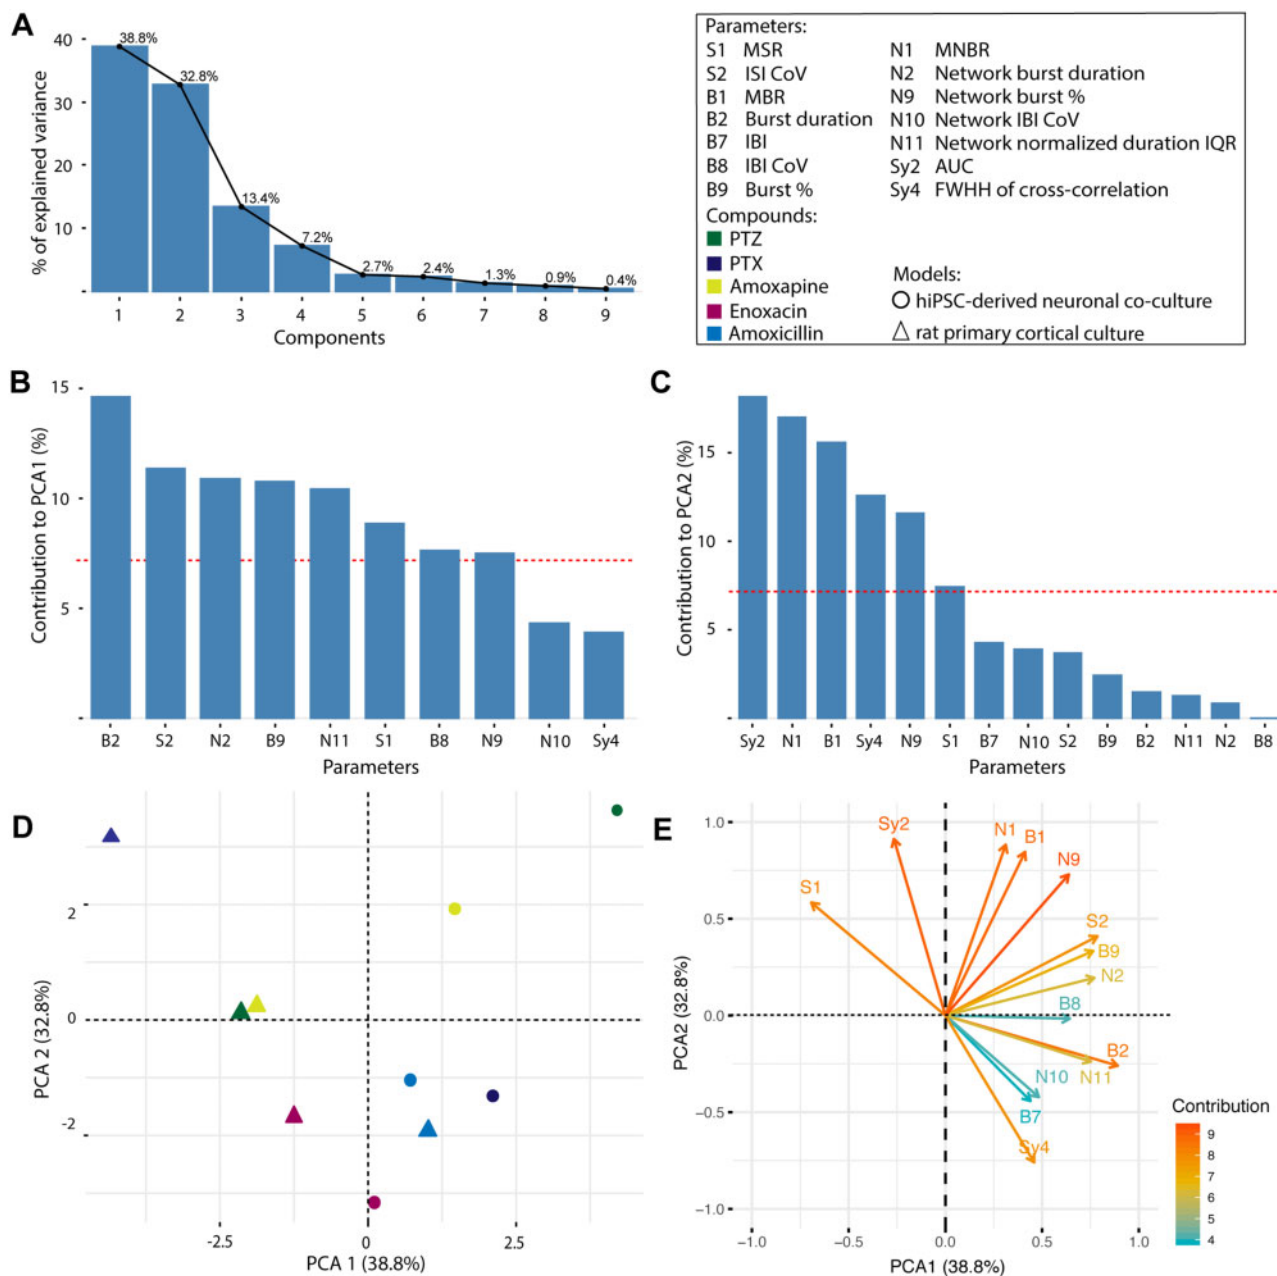 A
% of explained variance
40
30
20
10
38.8%
32.8%
13.4%
7.2%
2.7%
2.4%
1.3%
0.9%
0.4%
1 2 3 4 5 6 7 8 9
Components
Parameters:
S1 MSR
S2 ISI CoV
B1 MBR
B2 Burst duration
B7 IBI
B8 IBI CoV
B9 Burst %
N1 MNBR
N2 Network burst duration
N9 Network burst %
N10 Network IBI CoV
N11 Network normalized duration IQR
Sy2 AUC
Sy4 FWHH of cross-correlation
Compounds:
PTZ
PTX
Amoxapine
Enoxacin
Amoxicillin
Models:
hiPSC-derived neuronal co-culture
rat primary cortical culture
B
Contribution to PCA1 (%)
15
10
5
B2 S2 N2 B9 N11 S1 B8 N9 N10 Sy4
Parameters
C
Contribution to PCA2 (%)
15
10
5
Sy2 N1 B1 Sy4 N9 S1 B7 N10 S2 B9 B2 N11 N2 B8
Parameters
D
PCA 2 (32.8%)
2
0
-2
-2.5 0 2.5
PCA 1 (38.8%)
E
PCA2 (32.8%)
1.0
0.5
0.0
−0.5
−1.0
Sy2
N1
B1
N9
S1
S2
B9
N2
B8
B2
N11
N10
B7
Sy4
−1.0 −0.5 0.0 0.5 1.0
PCA1 (38.8%)
Contribution
9
8
7
6
5
4